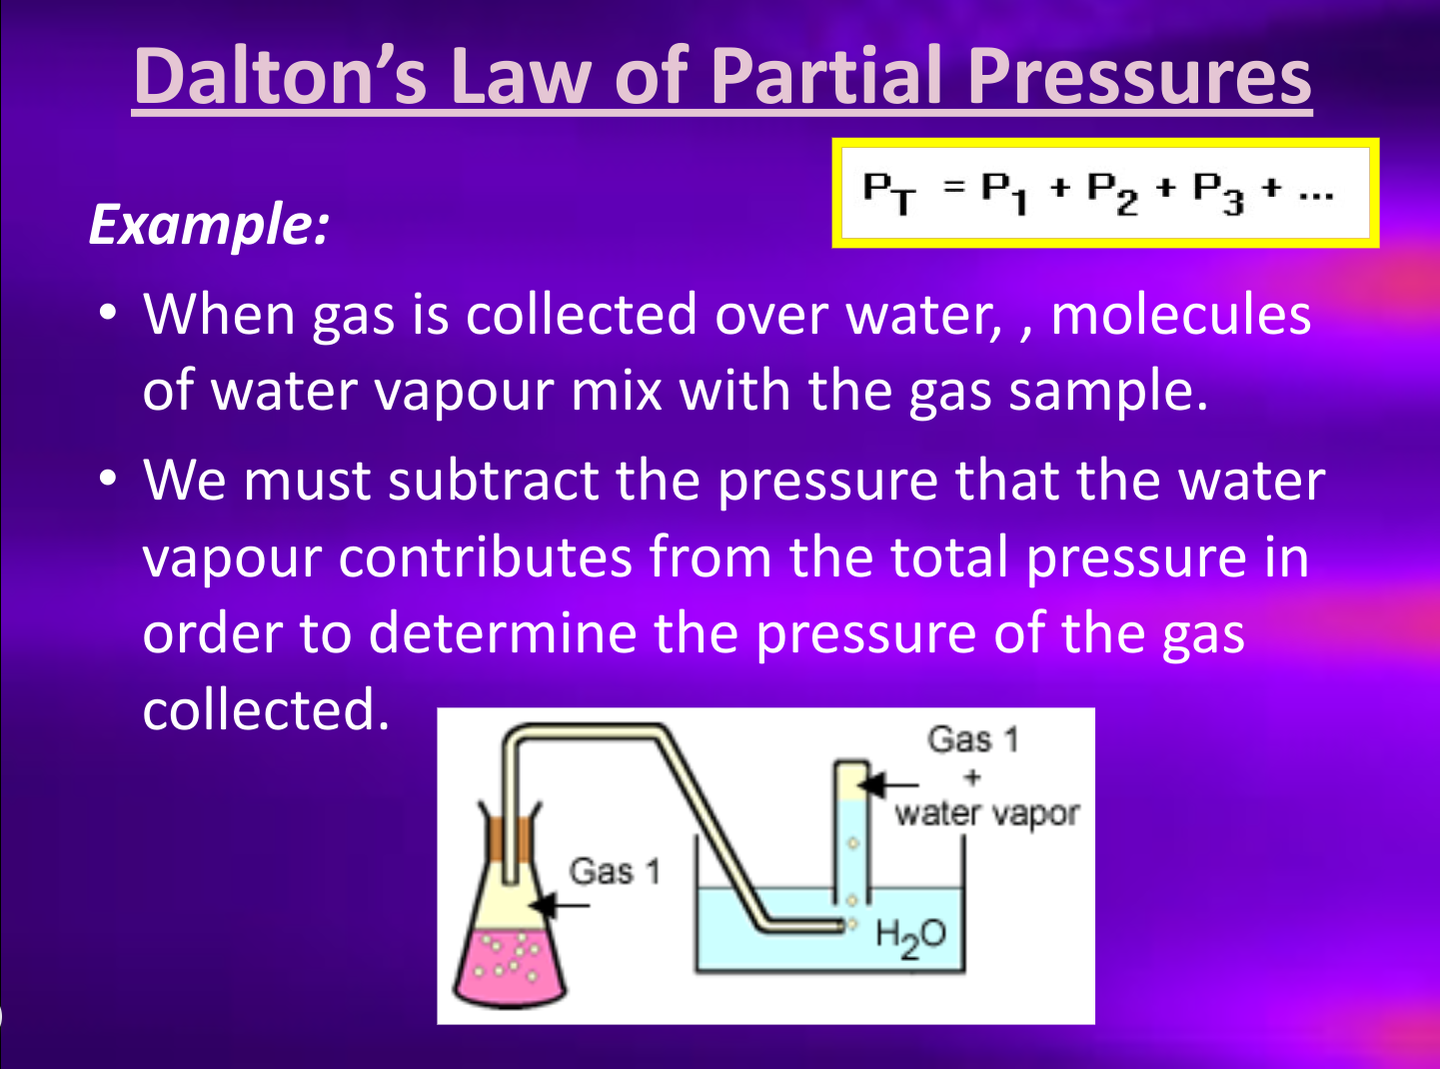 Dalton’s Law of Partial Pressures
P_T = P_1 + P_2 + P_3 + ...
Example:
• When gas is collected over water, , molecules
of water vapour mix with the gas sample.
• We must subtract the pressure that the water
vapour contributes from the total pressure in
order to determine the pressure of the gas
collected.
Gas 1
+
water vapor
Gas 1
H₂O